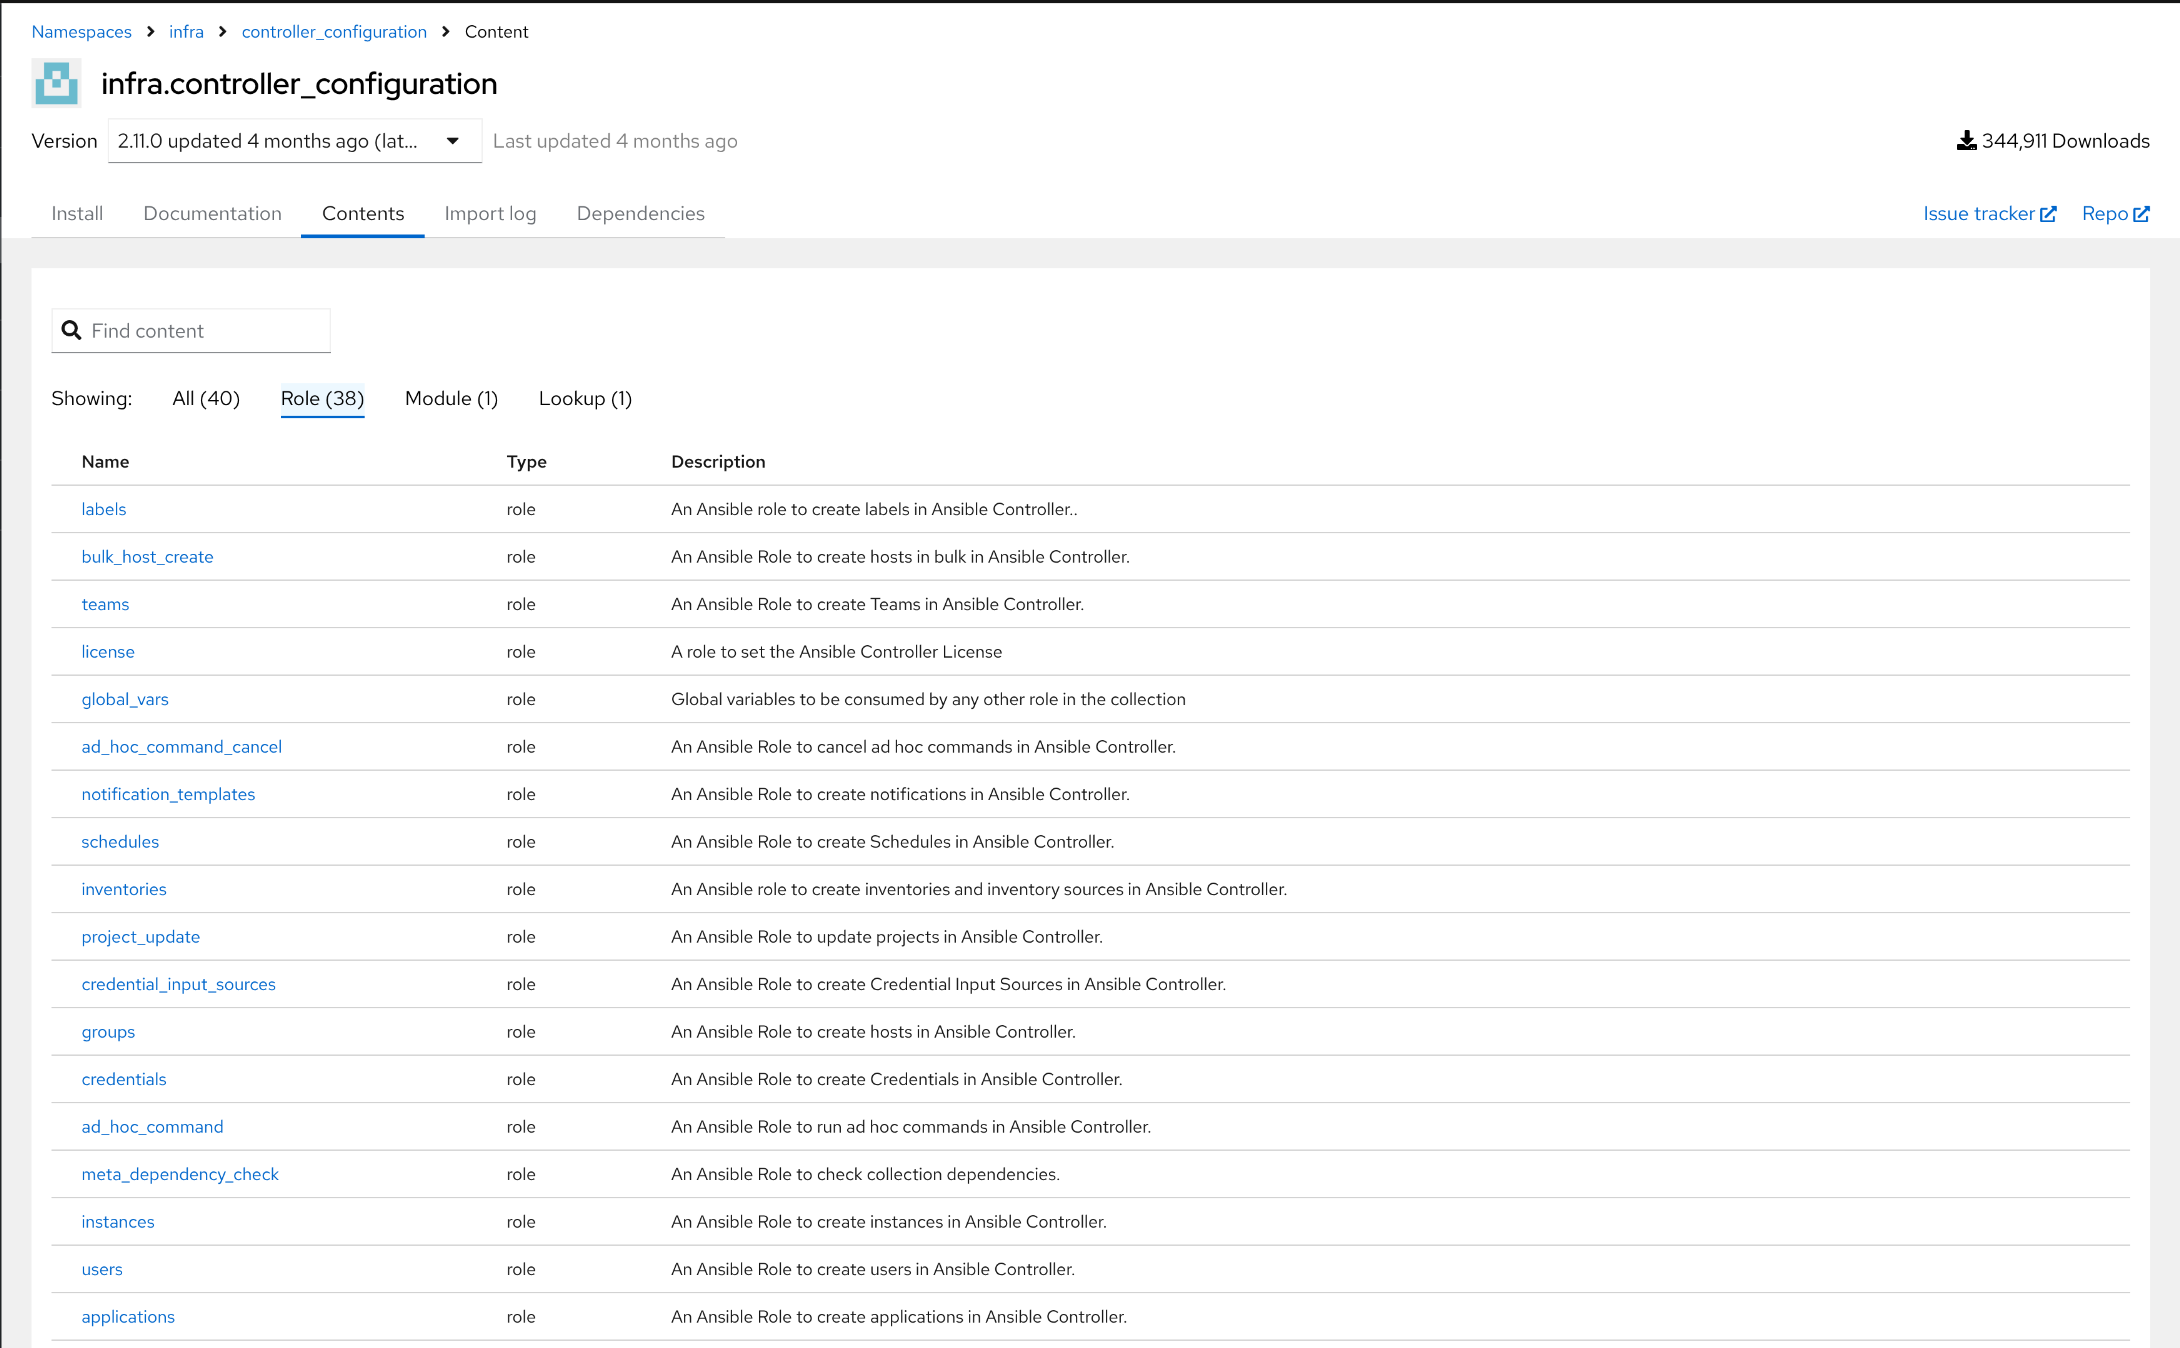 Namespaces > infra > controller_configuration > Content
infra.controller_configuration
Version 2.11.0 updated 4 months ago (lat... Last updated 4 months ago 344,911 Downloads
Install Documentation Contents Import log Dependencies Issue tracker Repo
Find content
Showing: All (40) Role (38) Module (1) Lookup (1)
Name Type Description
labels role An Ansible role to create labels in Ansible Controller..
bulk_host_create role An Ansible Role to create hosts in bulk in Ansible Controller.
teams role An Ansible Role to create Teams in Ansible Controller.
license role A role to set the Ansible Controller License
global_vars role Global variables to be consumed by any other role in the collection
ad_hoc_command_cancel role An Ansible Role to cancel ad hoc commands in Ansible Controller.
notification_templates role An Ansible Role to create notifications in Ansible Controller.
schedules role An Ansible Role to create Schedules in Ansible Controller.
inventories role An Ansible role to create inventories and inventory sources in Ansible Controller.
project_update role An Ansible Role to update projects in Ansible Controller.
credential_input_sources role An Ansible Role to create Credential Input Sources in Ansible Controller.
groups role An Ansible Role to create hosts in Ansible Controller.
credentials role An Ansible Role to create Credentials in Ansible Controller.
ad_hoc_command role An Ansible Role to run ad hoc commands in Ansible Controller.
meta_dependency_check role An Ansible Role to check collection dependencies.
instances role An Ansible Role to create instances in Ansible Controller.
users role An Ansible Role to create users in Ansible Controller.
applications role An Ansible Role to create applications in Ansible Controller.